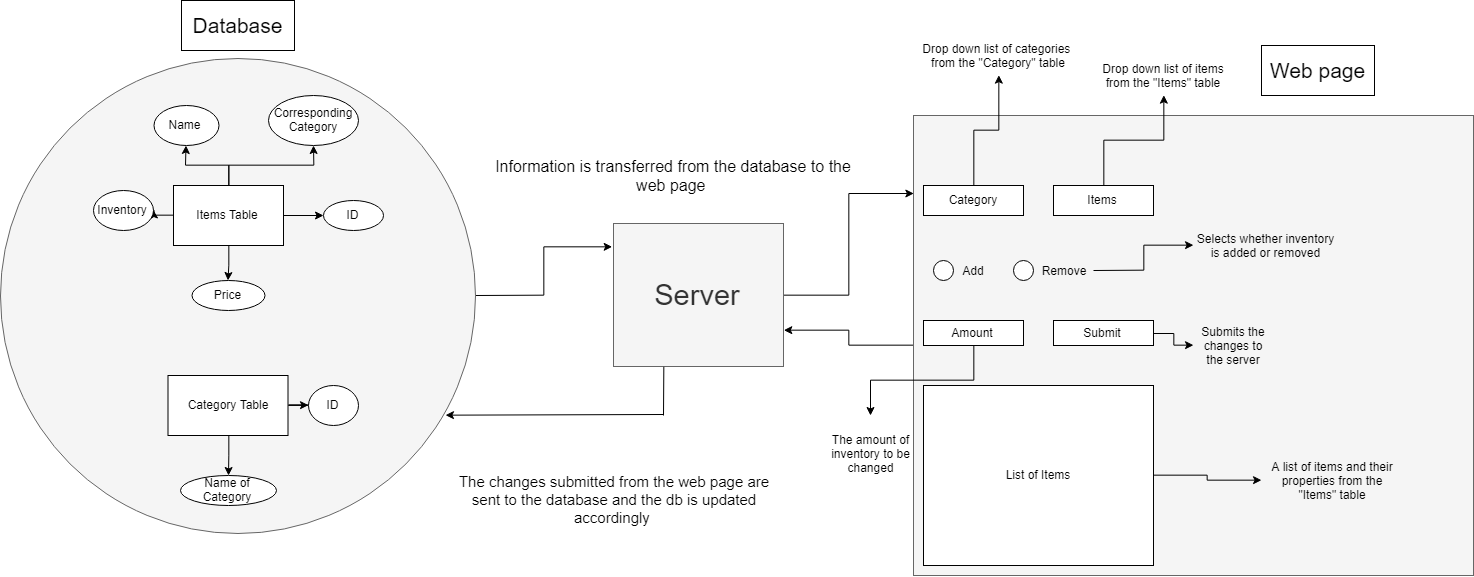 Database
Name
Corresponding
Category
Inventory
Items Table
ID
Price
Category Table
ID
Name of
Category
Information is transferred from the database to the
web page
Server
The changes submitted from the web page are
sent to the database and the db is updated
accordingly
Drop down list of categories
from the "Category" table
Drop down list of items
from the "Items" table
Web page
Category
Items
Selects whether inventory
is added or removed
Add
Remove
Amount
Submit
Submits the
changes to
the server
The amount of
inventory to be
changed
List of Items
A list of items and their
properties from the
"Items" table